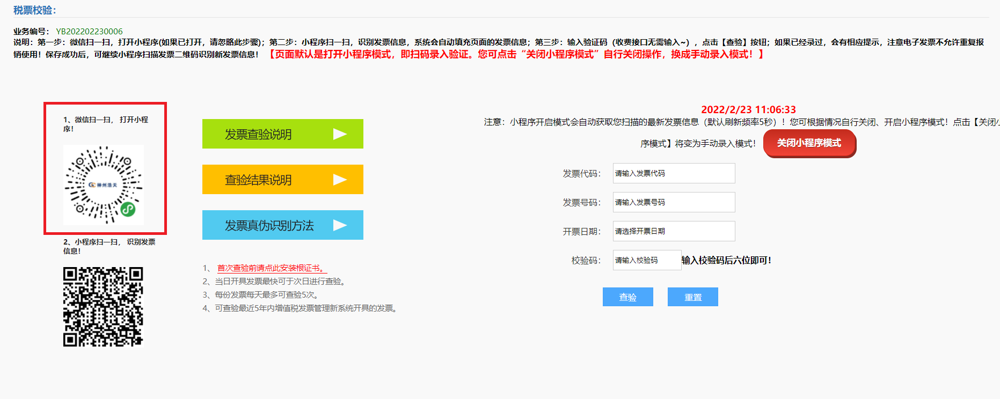 税票校验：
业务编号： YB202202230006
说明：第一步：微信扫一扫，打开小程序(如果已打开，请忽略此步骤)；第二步：小程序扫一扫，识别发票信息，系统会自动填充页面的发票信息；第三步：输入验证码（收费接口无需输入~），点击【查验】按钮；如果已经录过，会有相应提示，注意电子发票不允许重复报
销使用！保存成功后，可继续小程序扫描发票二维码识别新发票信息！ 【页面默认是打开小程序模式，即扫码录入验证。您可点击“关闭小程序模式”自行关闭操作，换成手动录入模式！】
1、微信扫一扫， 打开小程
序！
神州浩天
2、小程序扫一扫， 识别发票
信息！
发票查验说明
查验结果说明
发票真伪识别方法
1、 首次查验前请点此安装根证书。
2、当日开具发票最快可于次日进行查验。
3、每份发票每天最多可查验5次。
4、可查验最近5年内增值税发票管理新系统开具的发票。
2022/2/23 11:06:33
注意：小程序开启模式会自动获取您扫描的最新发票信息（默认刷新频率5秒）！您可根据情况自行关闭、开启小程序模式！点击【关闭小
序模式】将变为手动录入模式！ 关闭小程序模式
发票代码： 请输入发票代码
发票号码： 请输入发票号码
开票日期： 请选择开票日期
校验码： 请输入校验码 输入校验码后六位即可！
查验 重置